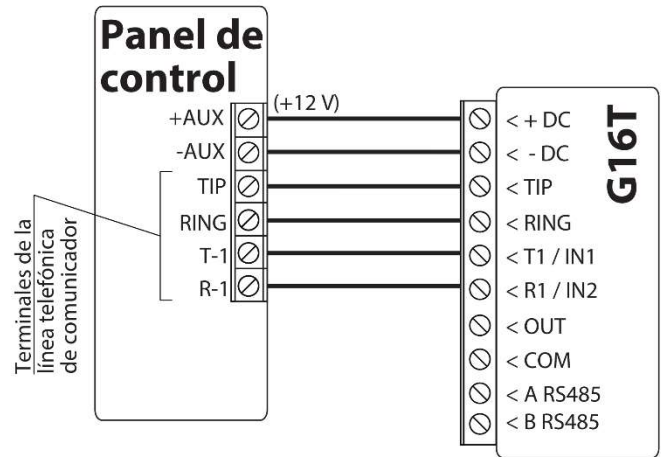 Panel de
control
(+12 V)
+AUX
-AUX
TIP
RING
T-1
R-1
Terminales de la
línea telefónica
de comunicador
G16T
< + DC
< - DC
< TIP
< RING
< T1 / IN1
< R1 / IN2
< OUT
< COM
< A RS485
< B RS485